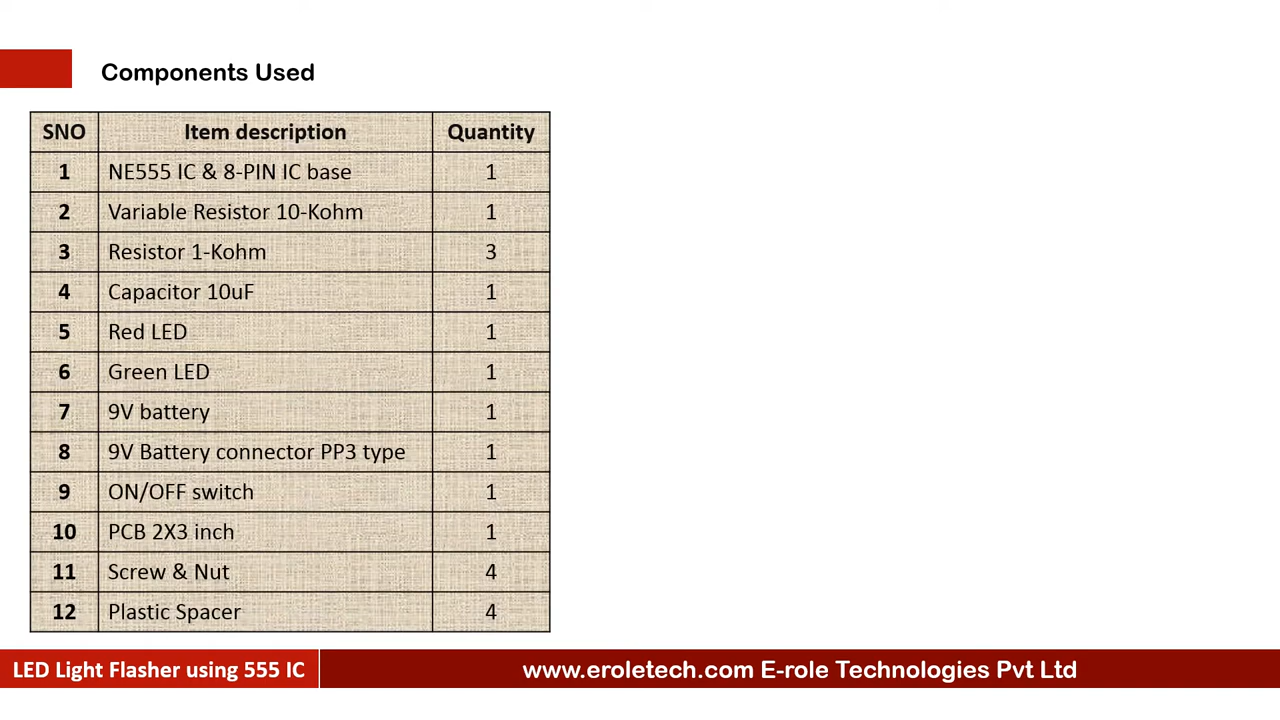 Components Used
SNO Item description Quantity
1 NE555 IC & 8-PIN IC base 1
2 Variable Resistor 10-Kohm 1
3 Resistor 1-Kohm 3
4 Capacitor 10uF 1
5 Red LED 1
6 Green LED 1
7 9V battery 1
8 9V Battery connector PP3 type 1
9 ON/OFF switch 1
10 PCB 2X3 inch 1
11 Screw & Nut 4
12 Plastic Spacer 4
LED Light Flasher using 555 IC www.eroletech.com E-role Technologies Pvt Ltd